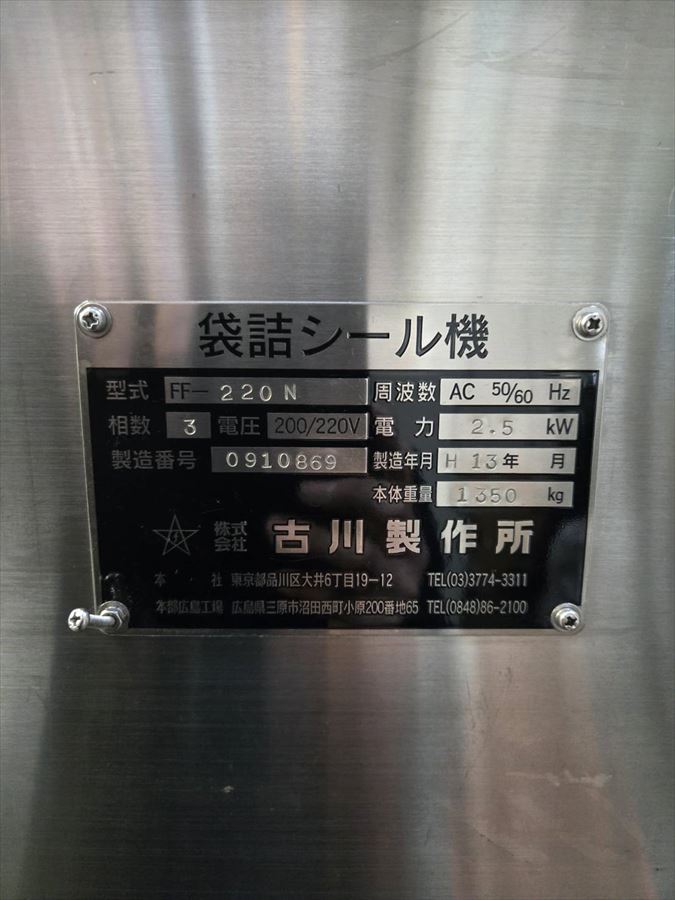 袋詰シール機
型式 FF-220N 周波数 AC 50/60 Hz
相数 3 電圧 200/220V 電力 2.5 kW
製造番号 0910869 製造年月 H 13年 月
本体重量 1350 kg
株式会社 古川製作所
本社 東京都品川区大井6丁目19-12 TEL(03)3774-3311
本部広島工場 広島県三原市沼田西町小原200番地65 TEL(0848)86-2100